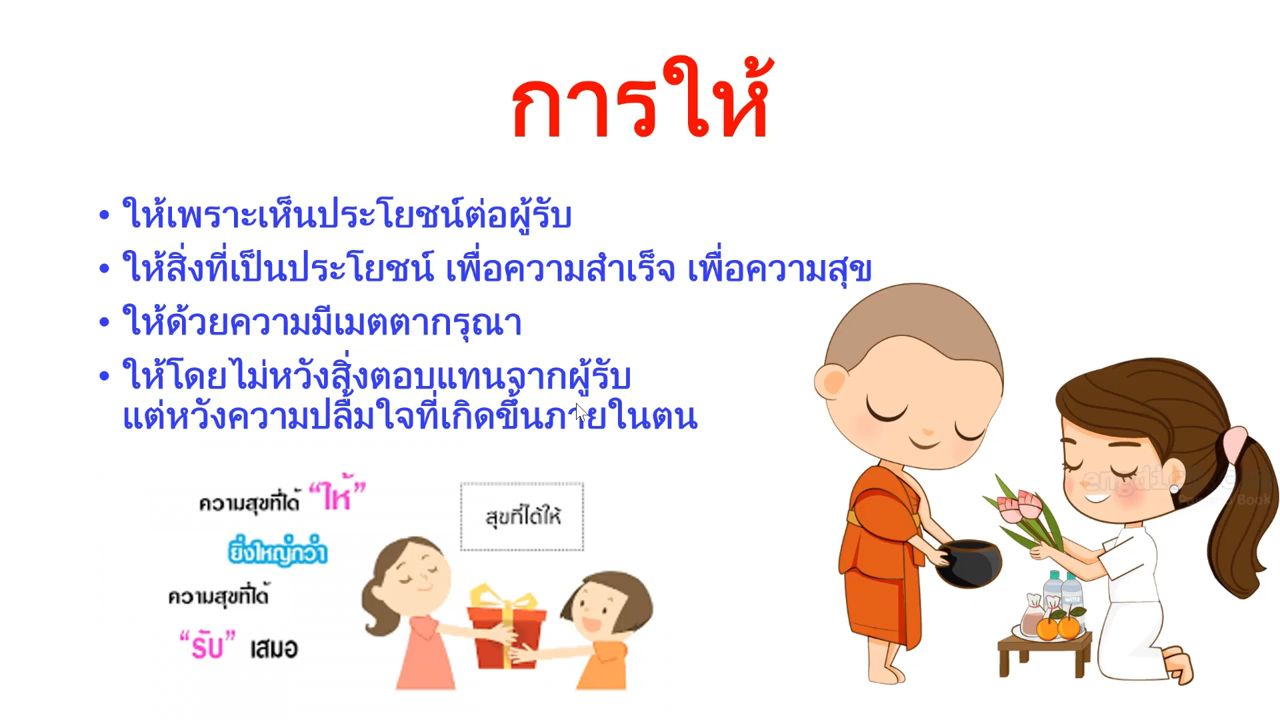 การให้
• ให้เพราะเห็นประโยชน์ต่อผู้รับ
• ให้สิ่งที่เป็นประโยชน์ เพื่อความสำเร็จ เพื่อความสุข
• ให้ด้วยความมีเมตตากรุณา
• ให้โดยไม่หวังสิ่งตอบแทนจากผู้รับ
แต่หวังความปลื้มใจที่เกิดขึ้นภายในตน
ความสุขที่ได้ “ให้”
ยิ่งใหญ่กว่า
ความสุขที่ได้
“รับ” เสมอ
สุขที่ได้ให้
Book